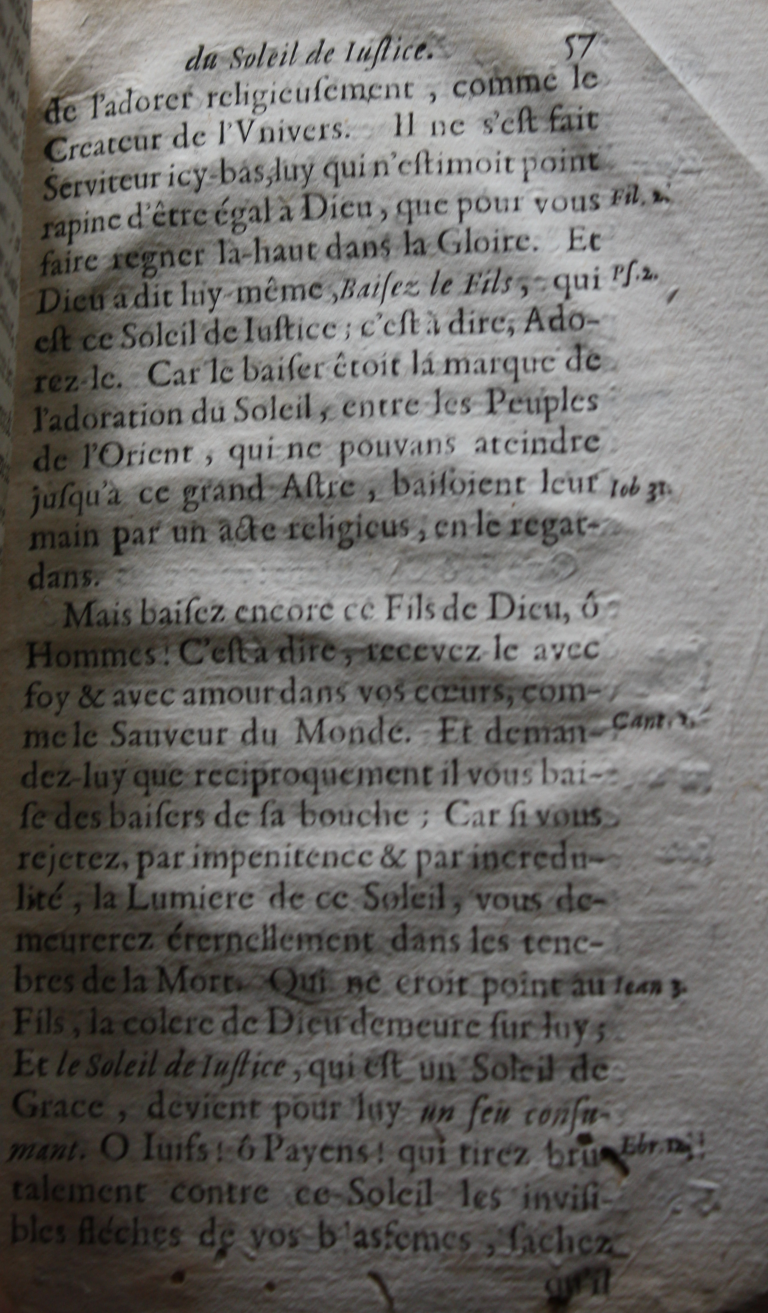 du Soleil de Iuſtice. 57
de l'adorer religieuſement, comme le
Createur de l'Vnivers. Il ne s'eſt fait
Serviteur icy-bas, luy qui n'eſtimoit point
rapine d'être égal à Dieu, que pour vous Fil. 2.
faire regner la-haut dans la Gloire. Et
Dieu a dit luy-même, Baiſez le Fils, qui Pſ. 2.
eſt ce Soleil de Iuſtice; c'eſt à dire, Ado-
rez-le. Car le baiſer êtoit la marque de
l'adoration du Soleil, entre les Peuples
de l'Orient, qui ne pouvans ateindre
juſqu'à ce grand Aſtre, baiſoient leur Iob 31.
main par un acte religieus, en le regar-
dans.
Mais baiſez encore ce Fils de Dieu, ô
Hommes! C'eſt à dire, recevez le avec
foy & avec amour dans vos cœurs, com-
me le Sauveur du Monde. Et deman- Cant. 1.
dez-luy que reciproquement il vous bai-
ſe des baiſers de ſa bouche; Car ſi vous
rejetez, par impenitence & par incredu-
lité, la Lumiere de ce Soleil, vous de-
meurerez éternellement dans les tene-
bres de la Mort. Qui ne croit point au Iean 3.
Fils, la colere de Dieu demeure ſur luy;
Et le Soleil de Iuſtice, qui eſt un Soleil de
Grace, devient pour luy un feu conſu-
mant. O Iuifs! ô Payens! qui tirez bru- Ebr. 12.
talement contre ce Soleil les inviſi-
bles fléches de vos blasfemes, ſachez
qu'il